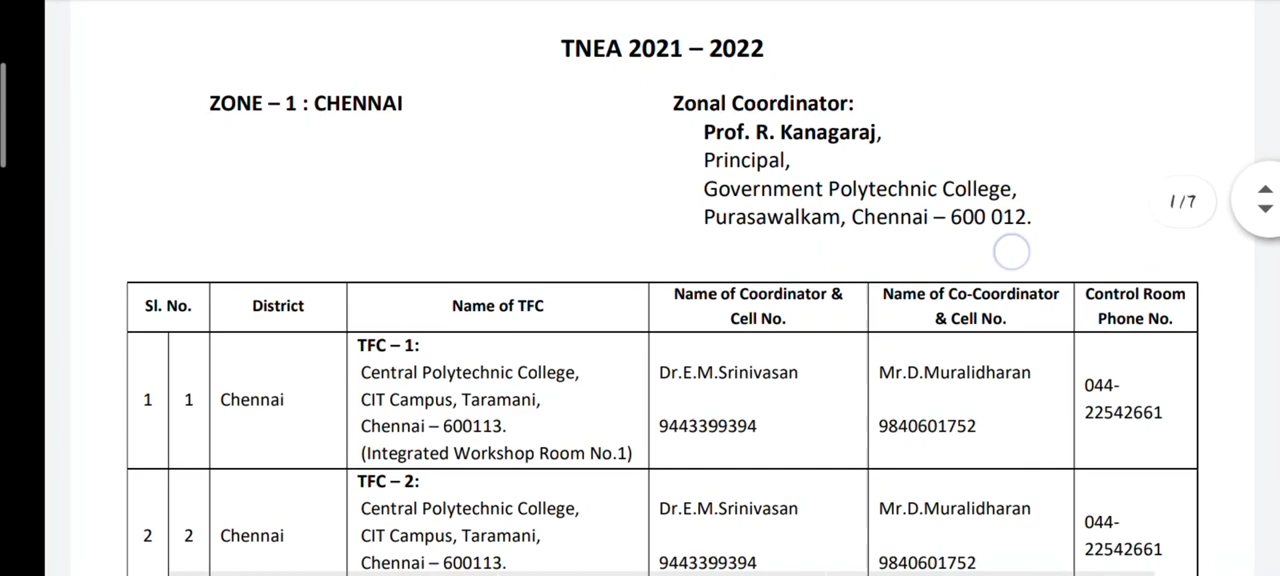 TNEA 2021 – 2022
ZONE – 1 : CHENNAI
Zonal Coordinator:
Prof. R. Kanagaraj,
Principal,
Government Polytechnic College,
Purasawalkam, Chennai – 600 012.
1/7
Sl. No.
District
Name of TFC
Name of Coordinator &
Cell No.
Name of Co-Coordinator
& Cell No.
Control Room
Phone No.
1
1
Chennai
TFC – 1:
Central Polytechnic College,
CIT Campus, Taramani,
Chennai – 600113.
(Integrated Workshop Room No.1)
Dr.E.M.Srinivasan
9443399394
Mr.D.Muralidharan
9840601752
044-
22542661
2
2
Chennai
TFC – 2:
Central Polytechnic College,
CIT Campus, Taramani,
Chennai – 600113.
Dr.E.M.Srinivasan
9443399394
Mr.D.Muralidharan
9840601752
044-
22542661